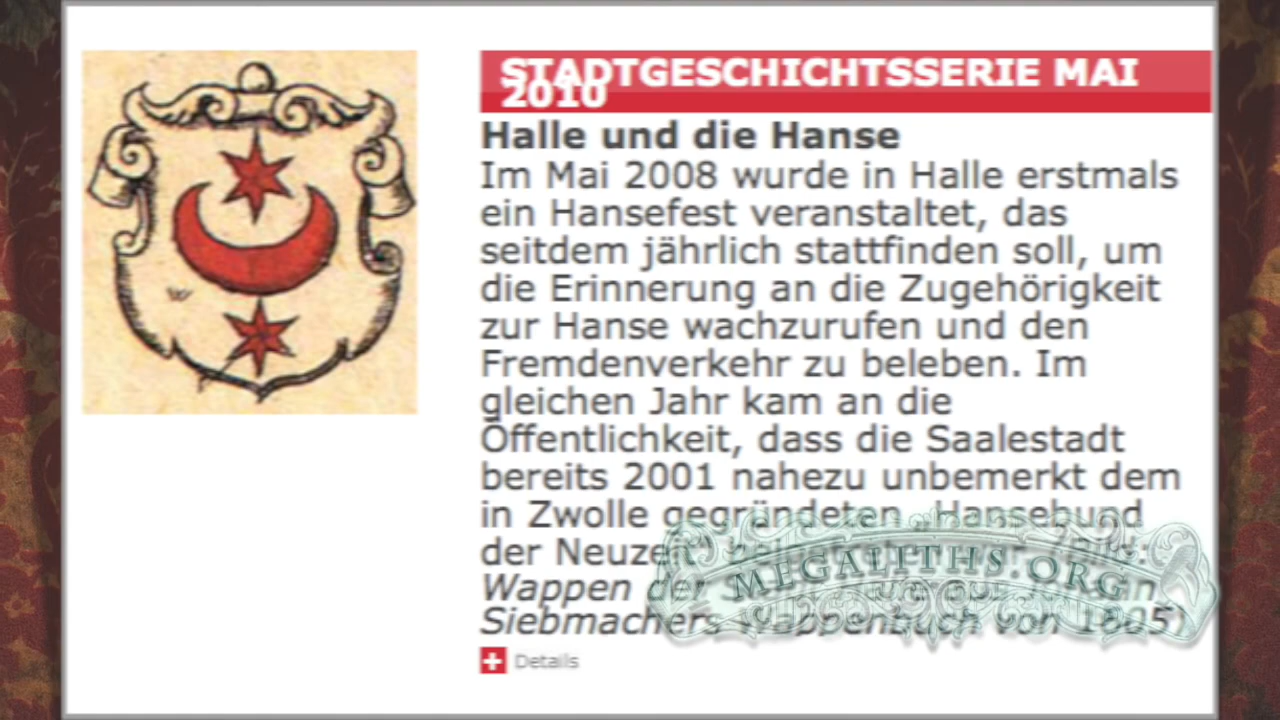 STADTGESCHICHTSSERIE MAI
2010
Halle und die Hanse
Im Mai 2008 wurde in Halle erstmals
ein Hansefest veranstaltet, das
seitdem jährlich stattfinden soll, um
die Erinnerung an die Zugehörigkeit
zur Hanse wachzurufen und den
Fremdenverkehr zu beleben. Im
gleichen Jahr kam an die
Öffentlichkeit, dass die Saalestadt
bereits 2001 nahezu unbemerkt dem
in Zwolle gegründeten „Hansebund
der Neuzeit" beigetreten war (Bild:
Wappen der
Siebmachers Wappenbuch von 1605)
MEGALITHS.ORG
Details